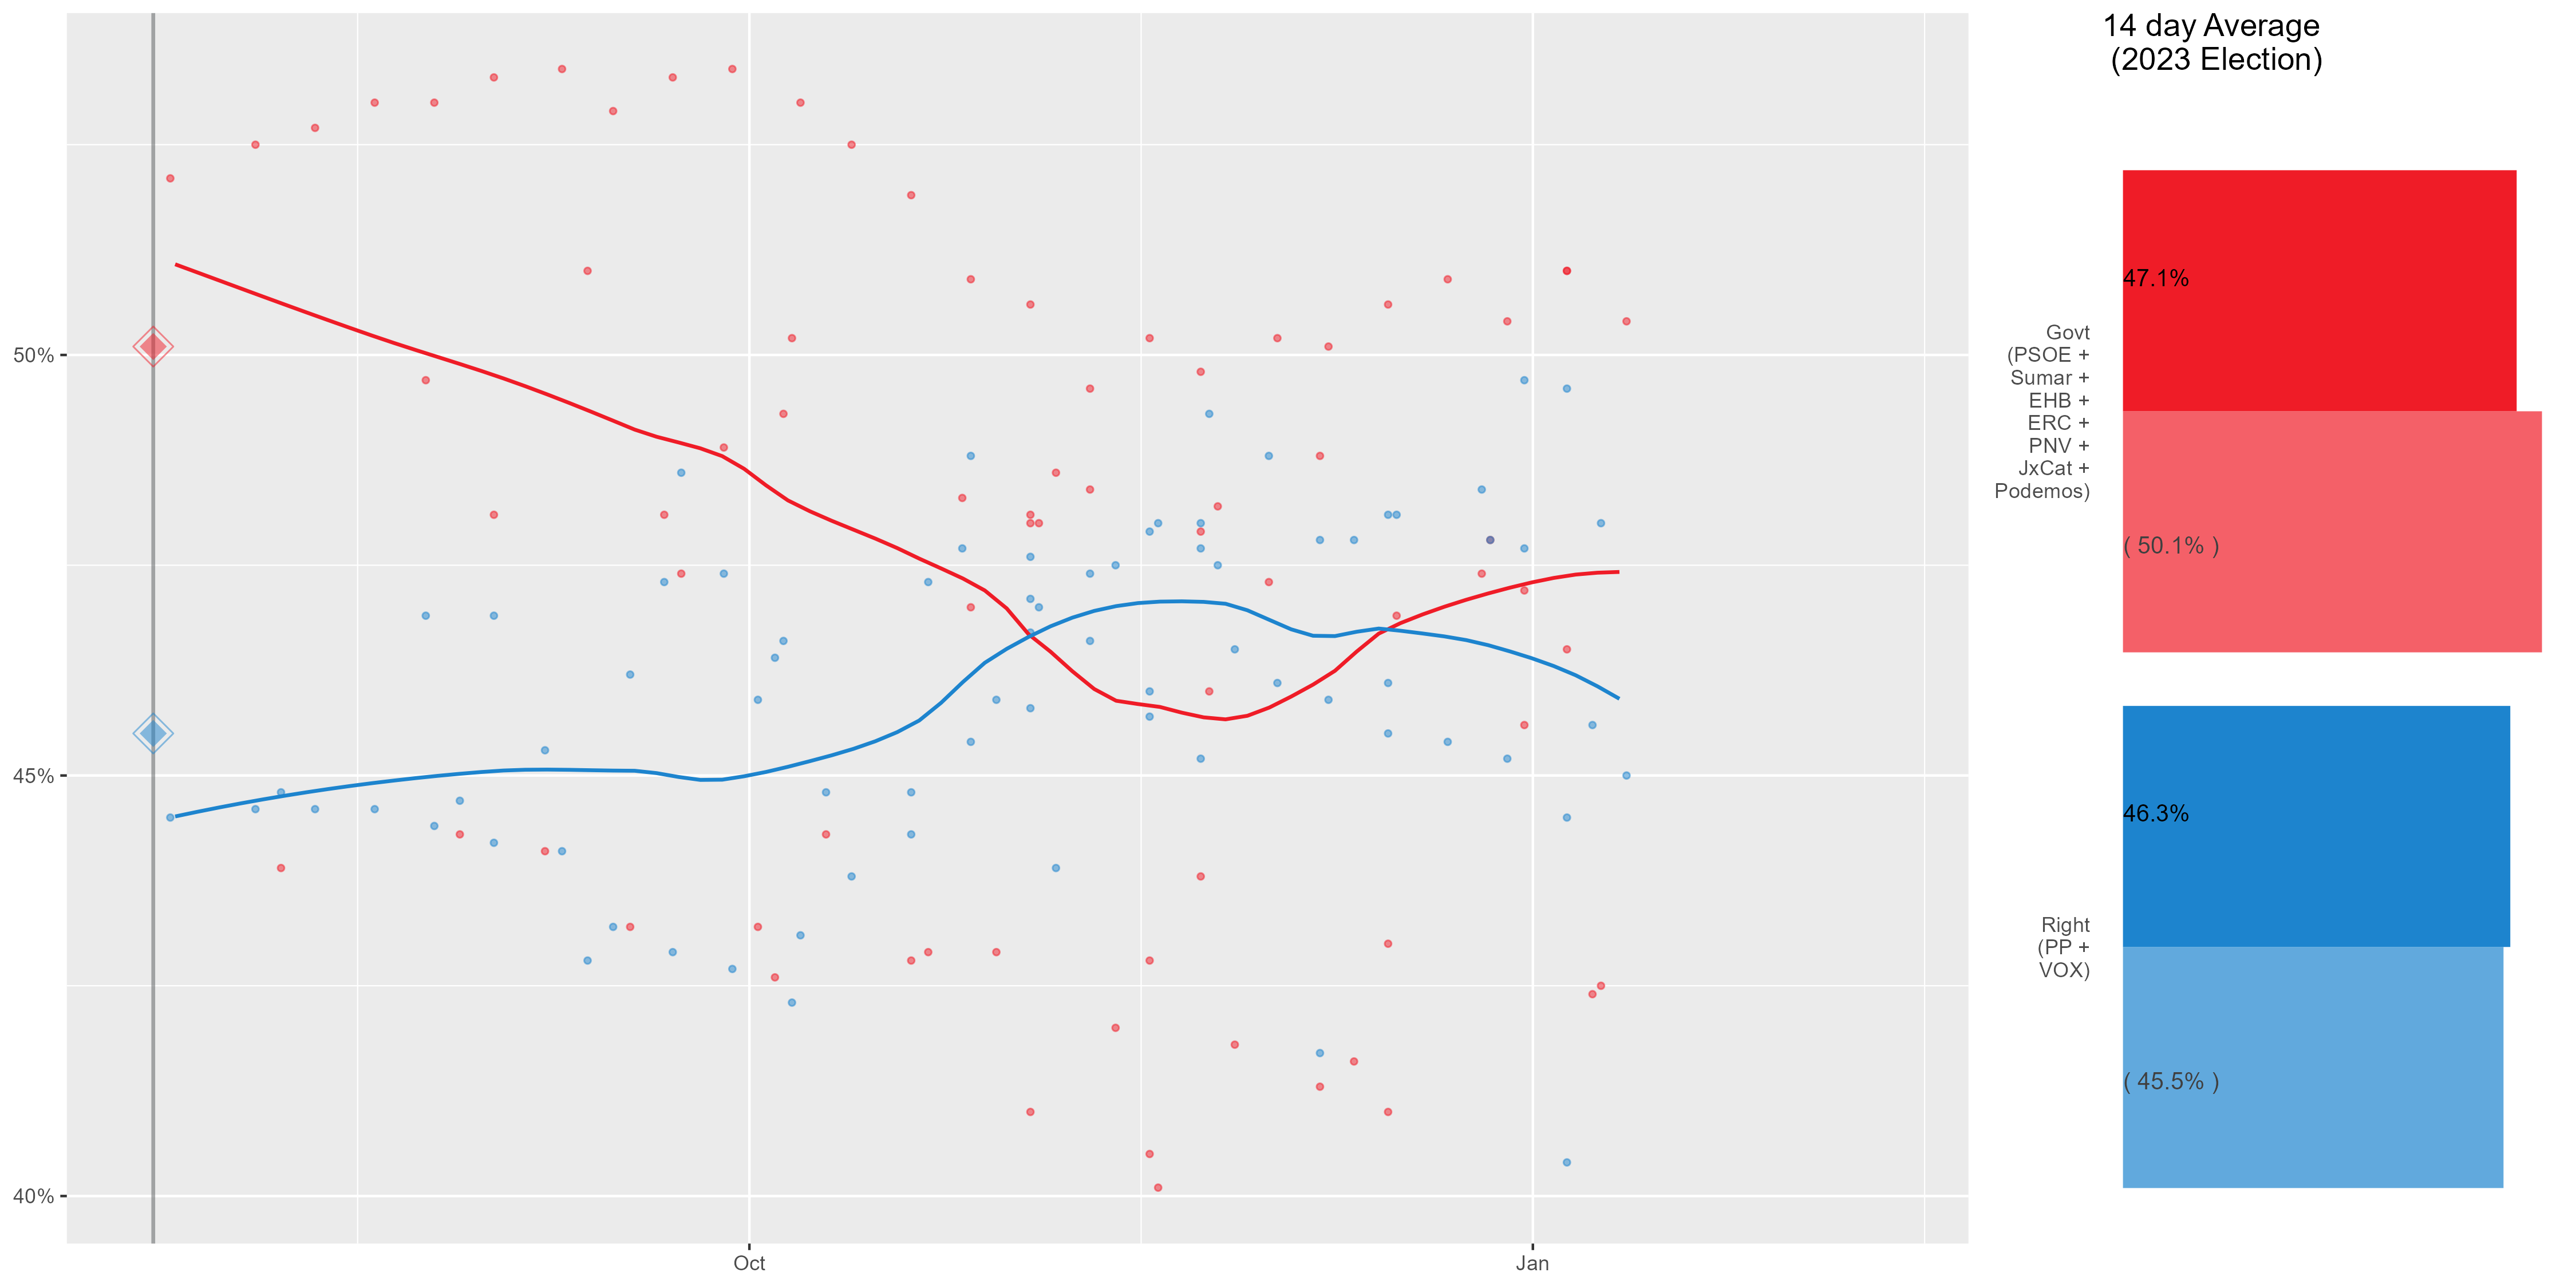 14 day Average
(2023 Election)
50%
45%
40%
Oct
Jan
Govt
(PSOE +
Sumar +
EHB +
ERC +
PNV +
JxCat +
Podemos)
47.1%
( 50.1% )
Right
(PP +
VOX)
46.3%
( 45.5% )